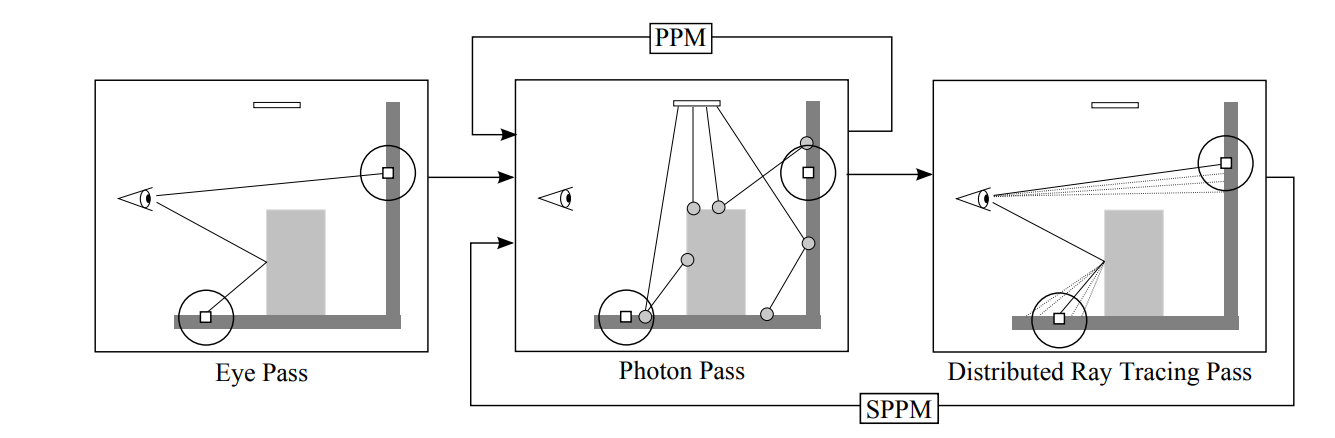 PPM
Eye Pass
Photon Pass
Distributed Ray Tracing Pass
SPPM